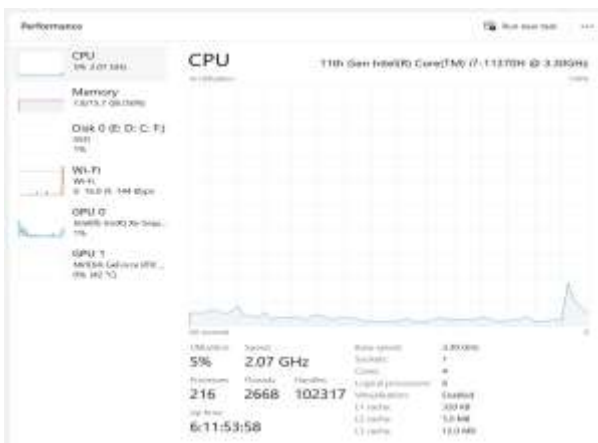 Performance
Run new task
CPU
5% 2.07 GHz
Memory
Disk 0 (E: D: C: F:)
SSD
1%
Wi-Fi
Wi-Fi
GPU 0
1%
GPU 1
0% (42 °C)
CPU
11th Gen Intel(R) Core(TM) i7-11370H @ 3.30GHz
% Utilization
100%
60 seconds
0
Utilization
5%
Speed
2.07 GHz
Processes
216
Threads
2668
Handles
102317
Up time
6:11:53:58
Base speed: 3.30 GHz
Sockets: 1
Cores: 4
Logical processors: 8
Virtualization: Enabled
L1 cache: 320 KB
L2 cache: 5.0 MB
L3 cache: 12.0 MB